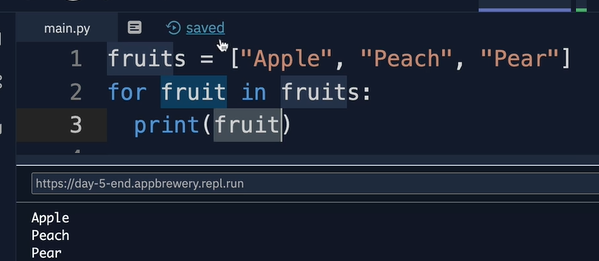 main.py saved
1 fruits = ["Apple", "Peach", "Pear"]
2 for fruit in fruits:
3 print(fruit)
https://day-5-end.appbrewery.repl.run
Apple
Peach
Pear